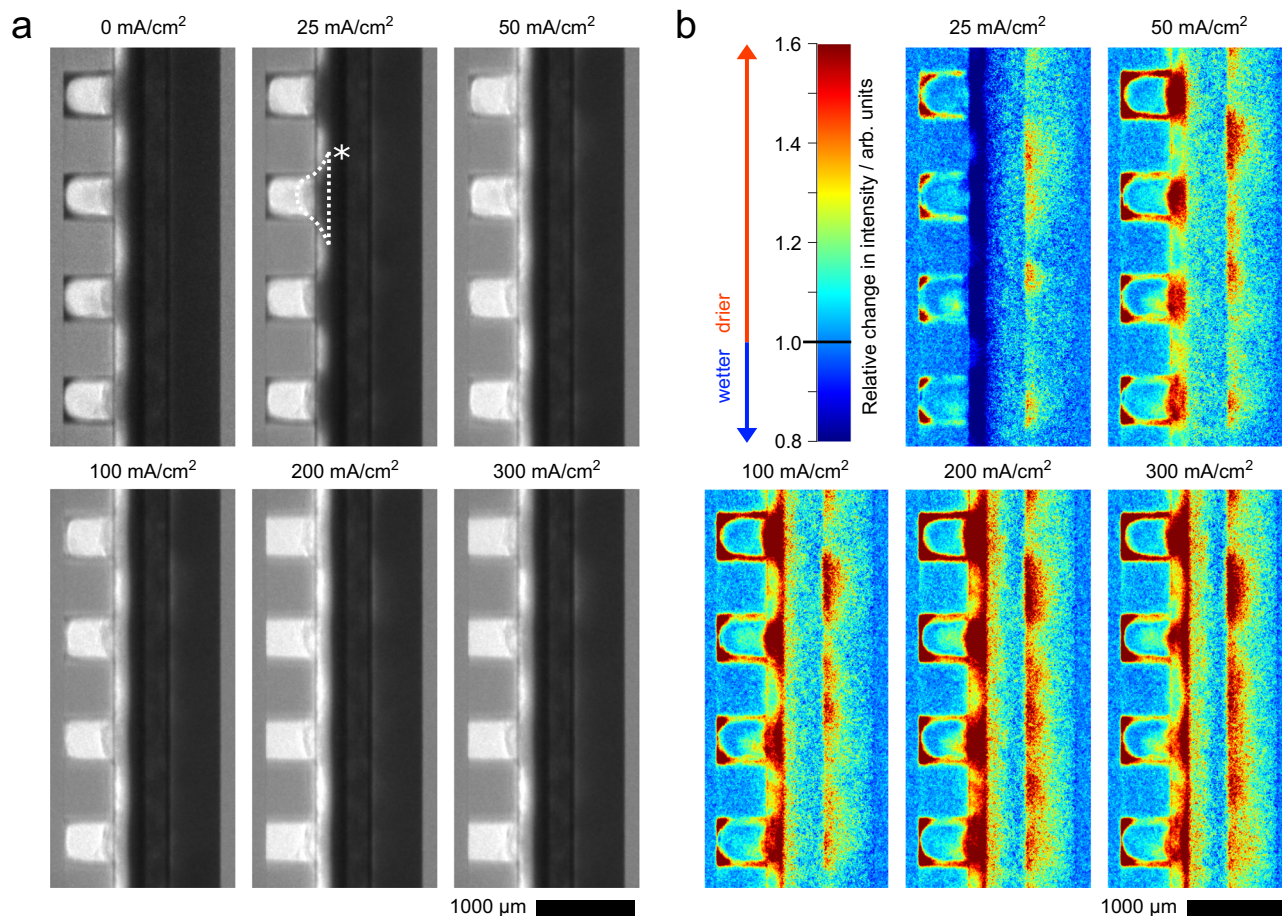 a
0 mA/cm²
25 mA/cm²
50 mA/cm²
*
100 mA/cm²
200 mA/cm²
300 mA/cm²
1000 µm
b
25 mA/cm²
50 mA/cm²
wetter drier
1.6
1.4
1.2
1.0
0.8
Relative change in intensity / arb. units
100 mA/cm²
200 mA/cm²
300 mA/cm²
1000 µm